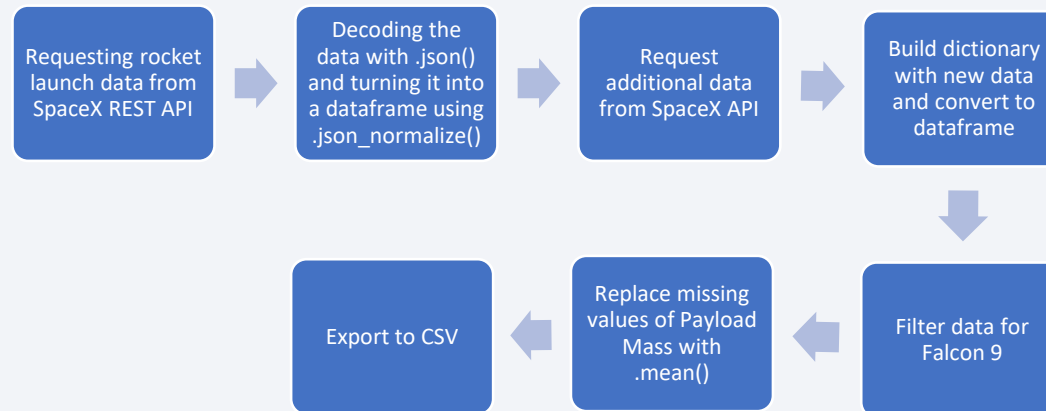 Requesting rocket
launch data from
SpaceX REST API
Decoding the
data with .json()
and turning it into
a dataframe using
.json_normalize()
Request
additional data
from SpaceX API
Build dictionary
with new data
and convert to
dataframe
Filter data for
Falcon 9
Replace missing
values of Payload
Mass with
.mean()
Export to CSV